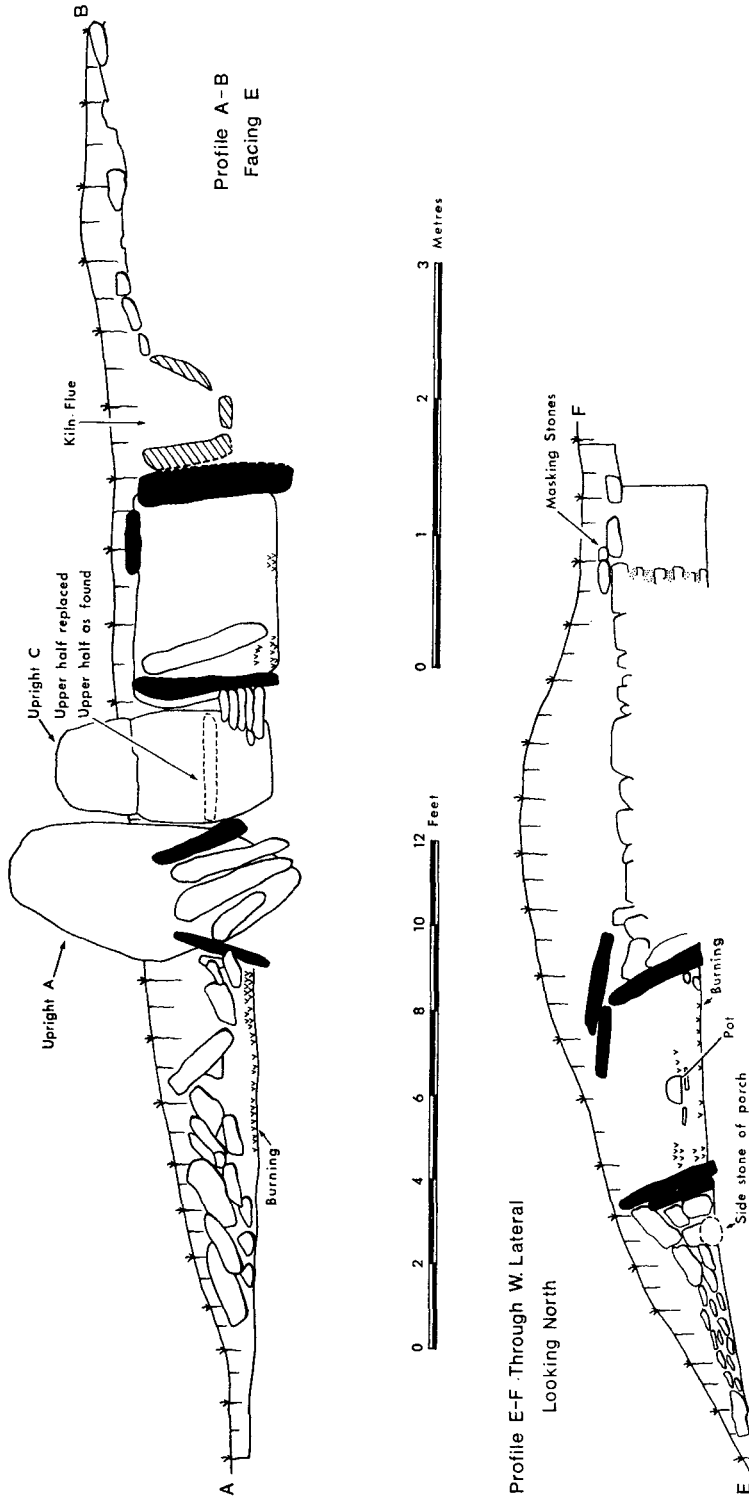 A
B
Upright A
Upright C
Upper half replaced
Upper half as found
Kiln-Flue
Burning
Profile A-B
Facing E
0 2 4 6 8 10 12 Feet
0 1 2 3 Metres
Profile E-F Through W. Lateral
Looking North
E
F
Side stone of porch
Pot
Burning
Masking Stones